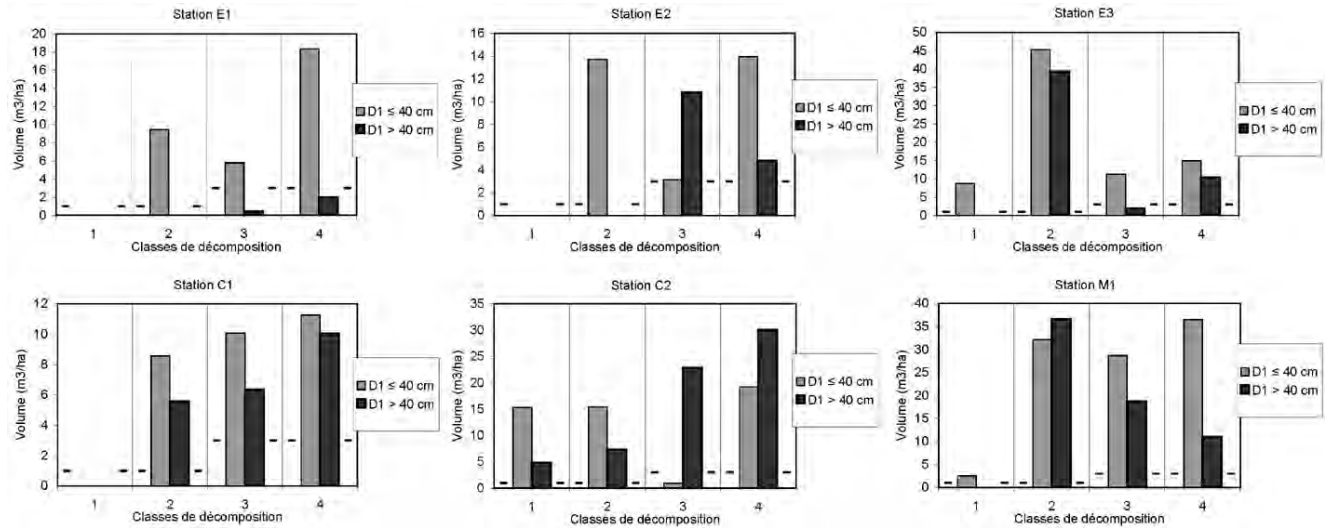 Station E1
Volume (m3/ha)
20
18
16
14
12
10
8
6
4
2
0
1 2 3 4
Classes de décomposition
D1 ≤ 40 cm
D1 > 40 cm
Station E2
Volume (m3/ha)
16
14
12
10
8
6
4
2
0
1 2 3 4
Classes de décomposition
D1 ≤ 40 cm
D1 > 40 cm
Station E3
Volume (m3/ha)
50
45
40
35
30
25
20
15
10
5
0
1 2 3 4
Classes de décomposition
D1 ≤ 40 cm
D1 > 40 cm
Station C1
Volume (m3/ha)
12
10
8
6
4
2
0
1 2 3 4
Classes de décomposition
D1 ≤ 40 cm
D1 > 40 cm
Station C2
Volume (m3/ha)
35
30
25
20
15
10
5
0
1 2 3 4
Classes de décomposition
D1 ≤ 40 cm
D1 > 40 cm
Station M1
Volume (m3/ha)
40
35
30
25
20
15
10
5
0
1 2 3 4
Classes de décomposition
D1 ≤ 40 cm
D1 > 40 cm